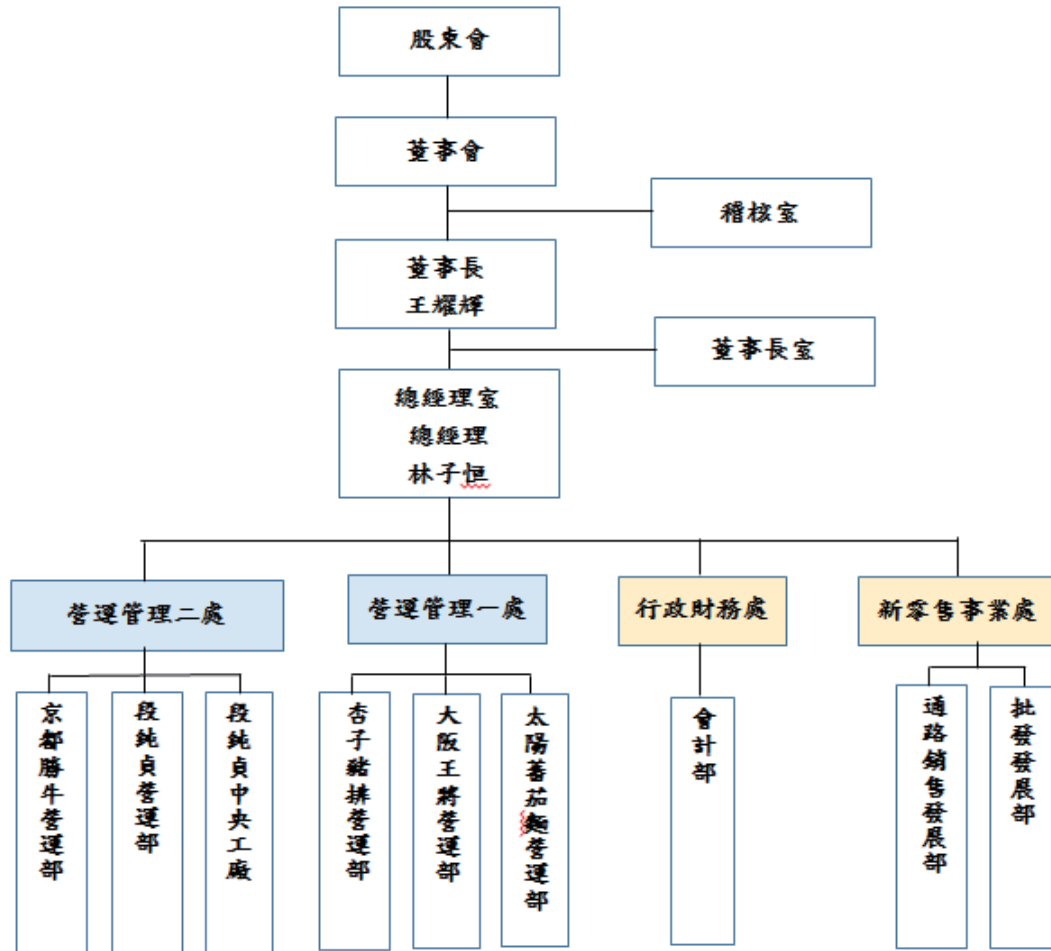 股東會
董事會
稽核室
董事長
王耀輝
董事長室
總經理室
總經理
林子恒
營運管理二處
營運管理一處
行政財務處
新零售事業處
京都勝牛營運部
段純貞營運部
段純貞中央工廠
杏子豬排營運部
大阪王將營運部
太陽蕃茄麵營運部
會計部
通路銷售發展部
批發發展部